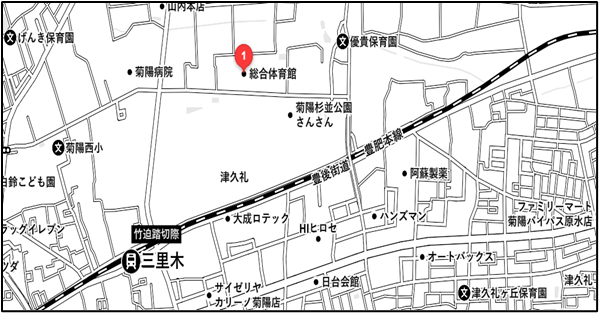 山内本店
げんき保育園
優貴保育園
1
菊陽病院
総合体育館
菊陽杉並公園
さんさん
菊陽西小
豊肥本線
豊後街道
津久礼
阿蘇製薬
白鈴こども園
ファミリーマート
菊陽バイパス原水店
大成ロテック
ハンズマン
ラッグイレブン
竹迫踏切際
HIヒロセ
三里木
オートバックス
ツダ
日台会館
サイゼリヤ
カリーノ菊陽店
津久礼ヶ丘保育園